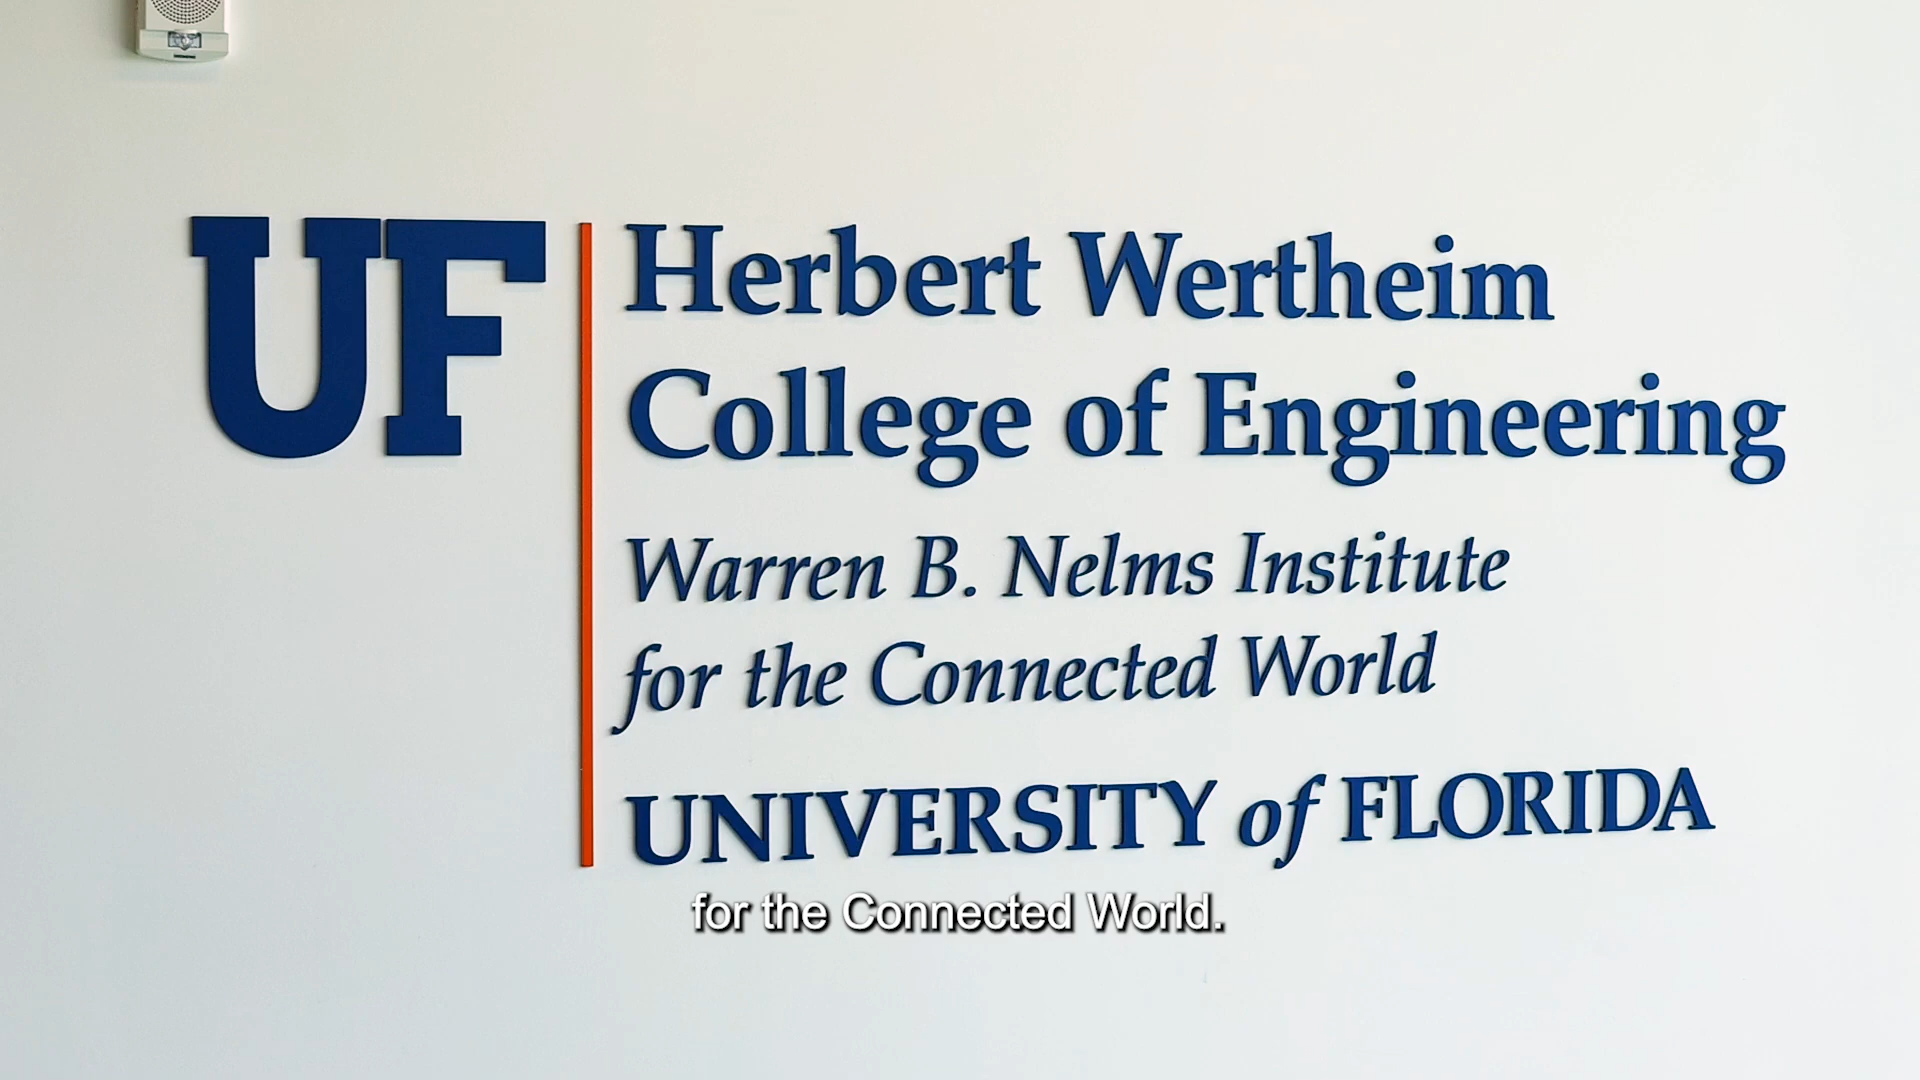 UF
Herbert Wertheim
College of Engineering
Warren B. Nelms Institute
for the Connected World
UNIVERSITY of FLORIDA
for the Connected World.